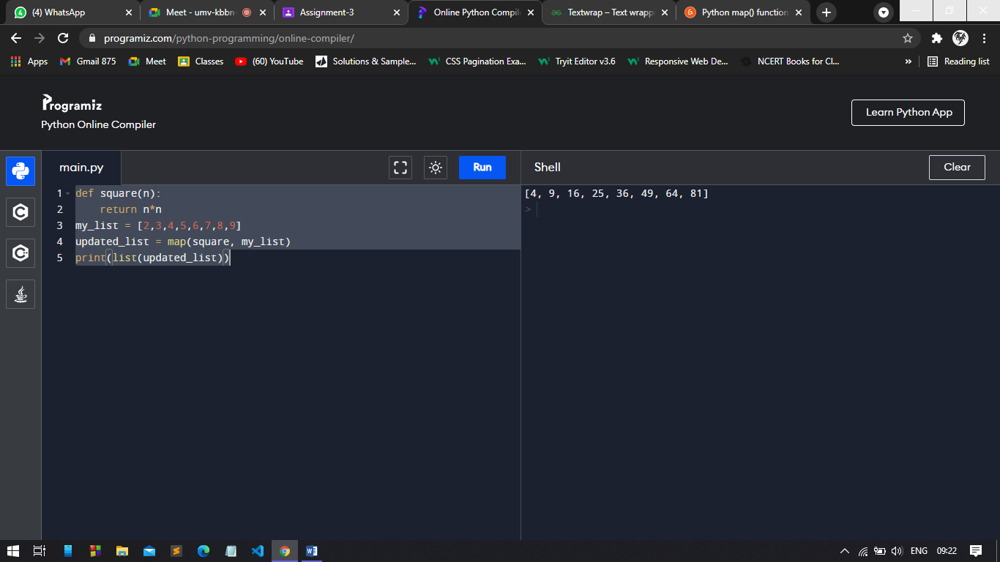 (4) WhatsApp
Meet - umv-kbbn-
Assignment-3
Online Python Compil
Textwrap – Text wrapp
Python map() function
programiz.com/python-programming/online-compiler/
Apps
Gmail 875
Meet
Classes
(60) YouTube
Solutions & Sample...
CSS Pagination Exa...
Tryit Editor v3.6
Responsive Web De...
NCERT Books for Cl...
»
Reading list
Programiz
Python Online Compiler
Learn Python App
main.py
Run
Shell
Clear
1 def square(n):
2     return n*n
3 my_list = [2,3,4,5,6,7,8,9]
4 updated_list = map(square, my_list)
5 print(list(updated_list))
[4, 9, 16, 25, 36, 49, 64, 81]
>
ENG
09:22